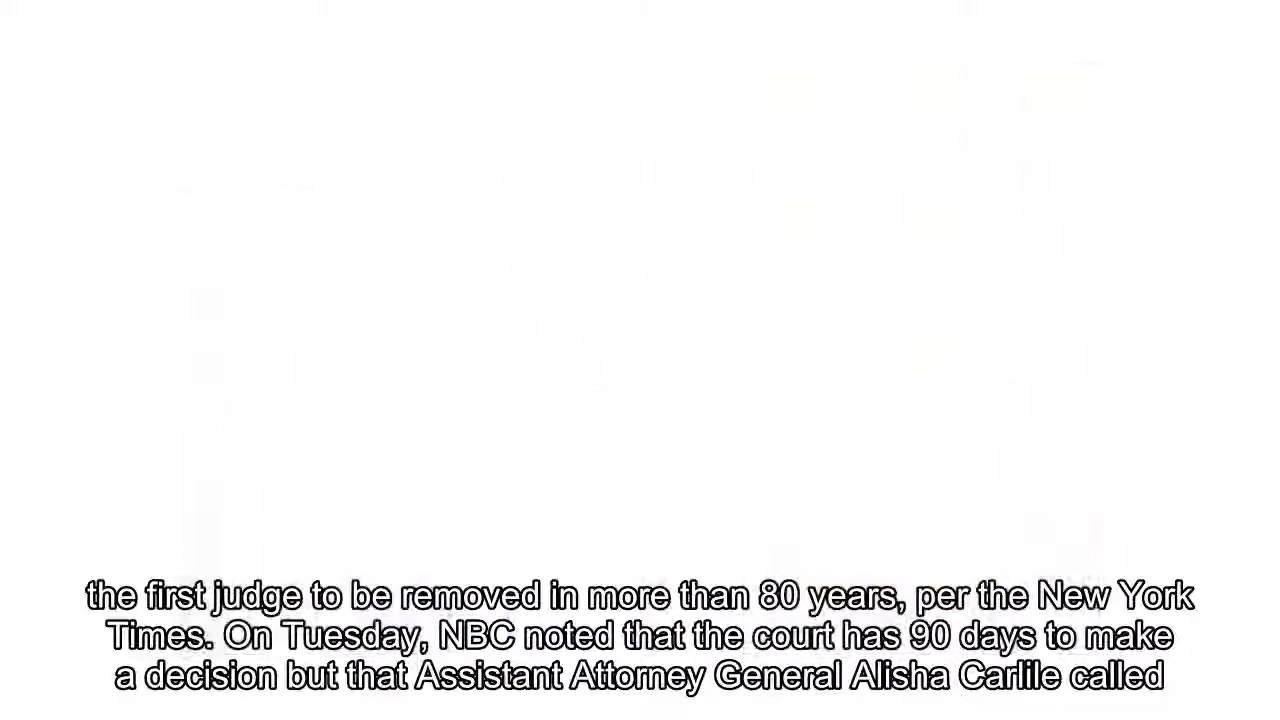 the first judge to be removed in more than 80 years, per the New York
Times. On Tuesday, NBC noted that the court has 90 days to make
a decision but that Assistant Attorney General Alisha Carlile called